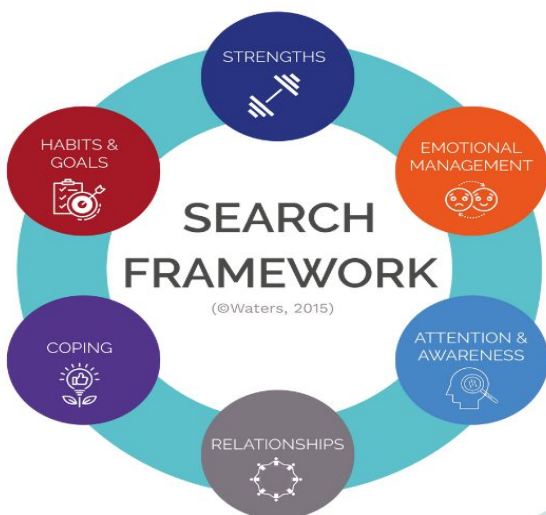 STRENGTHS
EMOTIONAL
MANAGEMENT
ATTENTION &
AWARENESS
RELATIONSHIPS
COPING
HABITS &
GOALS
SEARCH
FRAMEWORK
(©Waters, 2015)